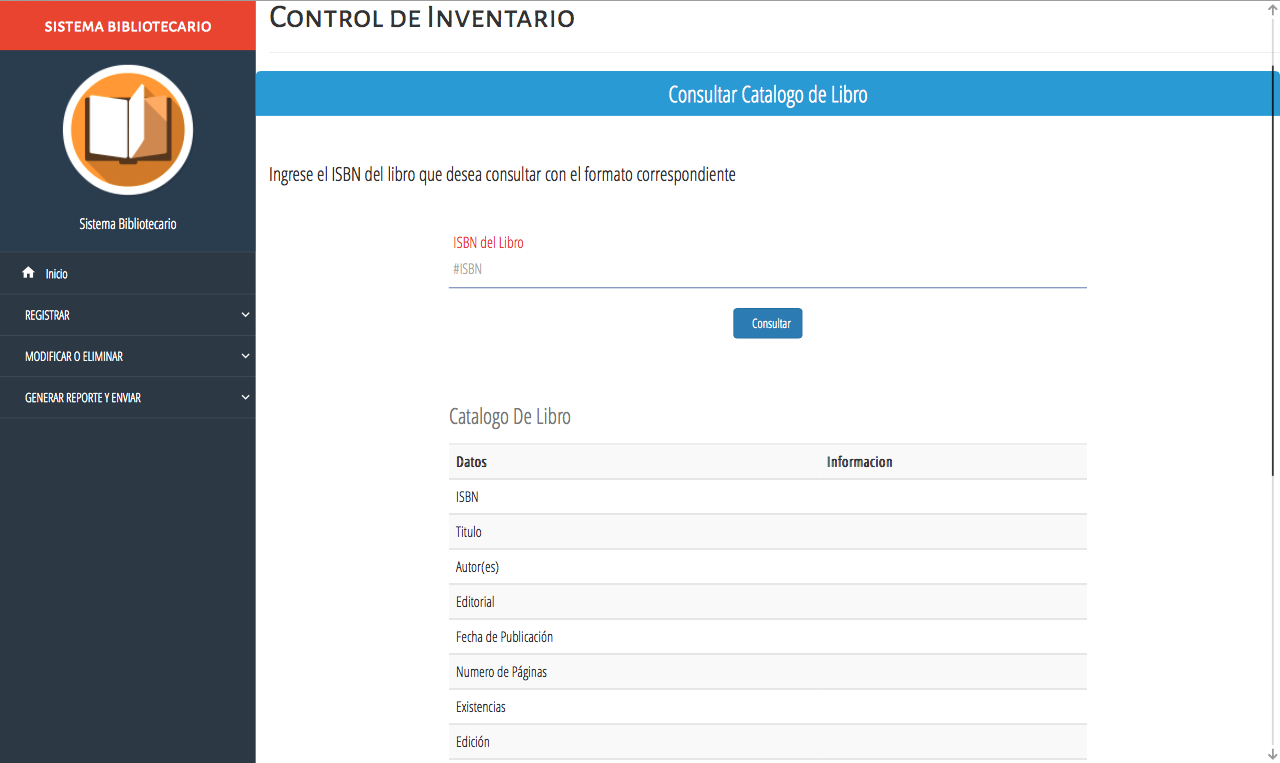 SISTEMA BIBLIOTECARIO
Sistema Bibliotecario
Inicio
REGISTRAR
MODIFICAR O ELIMINAR
GENERAR REPORTE Y ENVIAR
CONTROL DE INVENTARIO
Consultar Catalogo de Libro
Ingrese el ISBN del libro que desea consultar con el formato correspondiente
ISBN del Libro
#ISBN
Consultar
Catalogo De Libro
Datos Informacion
ISBN
Titulo
Autor(es)
Editorial
Fecha de Publicación
Numero de Páginas
Existencias
Edición